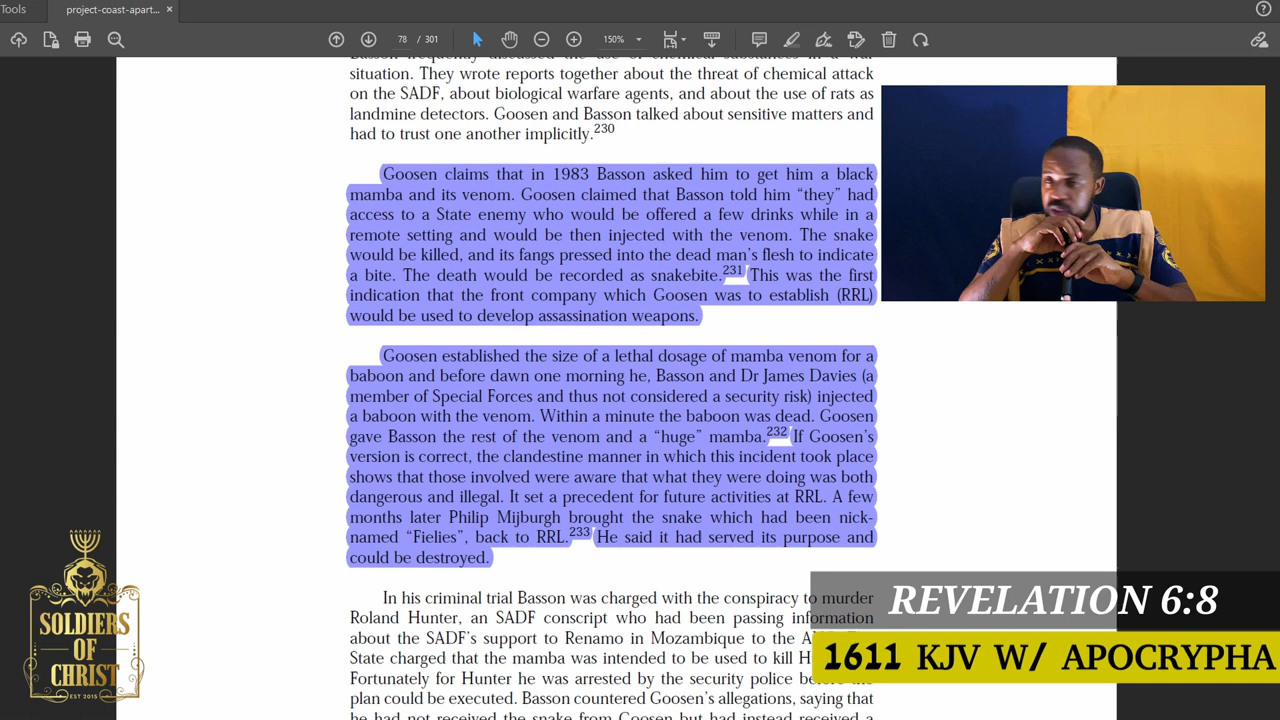 Tools
project-coast-apart... ×
78 / 301
150%
situation. They wrote reports together about the threat of chemical attack
on the SADF, about biological warfare agents, and about the use of rats as
landmine detectors. Goosen and Basson talked about sensitive matters and
had to trust one another implicitly.230
Goosen claims that in 1983 Basson asked him to get him a black
mamba and its venom. Goosen claimed that Basson told him “they” had
access to a State enemy who would be offered a few drinks while in a
remote setting and would be then injected with the venom. The snake
would be killed, and its fangs pressed into the dead man’s flesh to indicate
a bite. The death would be recorded as snakebite.231 This was the first
indication that the front company which Goosen was to establish (RRL)
would be used to develop assassination weapons.
Goosen established the size of a lethal dosage of mamba venom for a
baboon and before dawn one morning he, Basson and Dr James Davies (a
member of Special Forces and thus not considered a security risk) injected
a baboon with the venom. Within a minute the baboon was dead. Goosen
gave Basson the rest of the venom and a “huge” mamba.232 If Goosen’s
version is correct, the clandestine manner in which this incident took place
shows that those involved were aware that what they were doing was both
dangerous and illegal. It set a precedent for future activities at RRL. A few
months later Philip Mijburgh brought the snake which had been nick-
named “Fielies”, back to RRL.233 He said it had served its purpose and
could be destroyed.
In his criminal trial Basson was charged with the conspiracy to murder
Roland Hunter, an SADF conscript who had been passing information
about the SADF’s support to Renamo in Mozambique to the
State charged that the mamba was intended to be used to kill
Fortunately for Hunter he was arrested by the security police
plan could be executed. Basson countered Goosen’s allegations, saying that
he had not received the snake from Goosen but had instead received a
REVELATION 6:8
1611 KJV W/ APOCRYPHA
SOLDIERS
OF
CHRIST
EST 2015